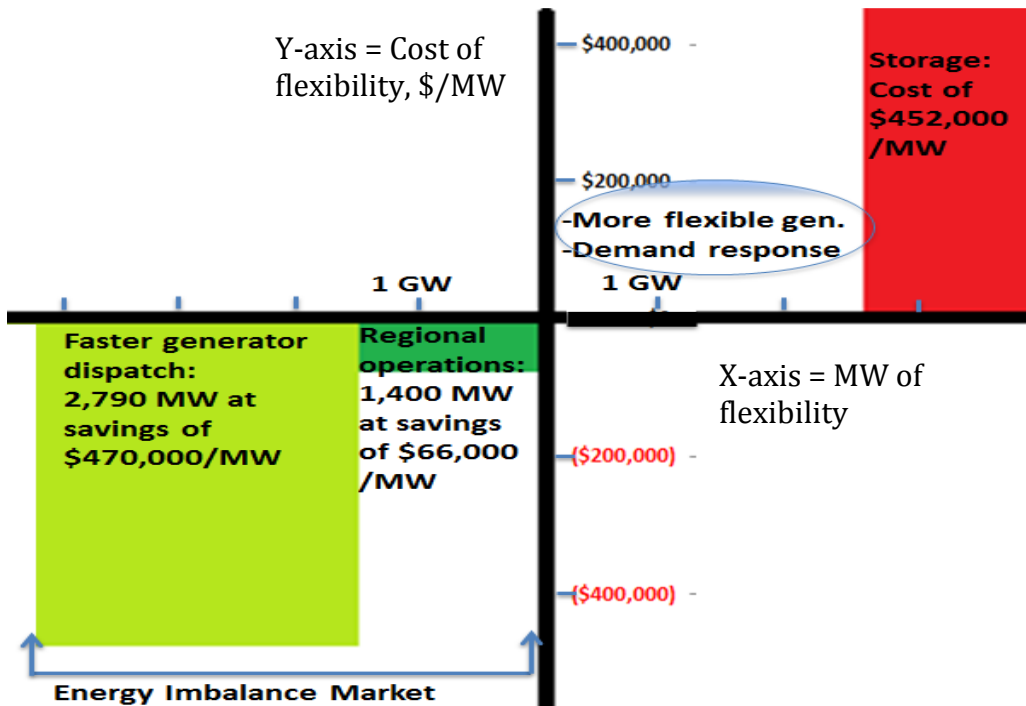 Y-axis = Cost of
flexibility, $/MW
$400,000
Storage:
Cost of
$452,000
/MW
$200,000
-More flexible gen.
-Demand response
1 GW
1 GW
Faster generator
dispatch:
2,790 MW at
savings of
$470,000/MW
Regional
operations:
1,400 MW
at savings
of $66,000
/MW
X-axis = MW of
flexibility
($200,000)
($400,000)
Energy Imbalance Market